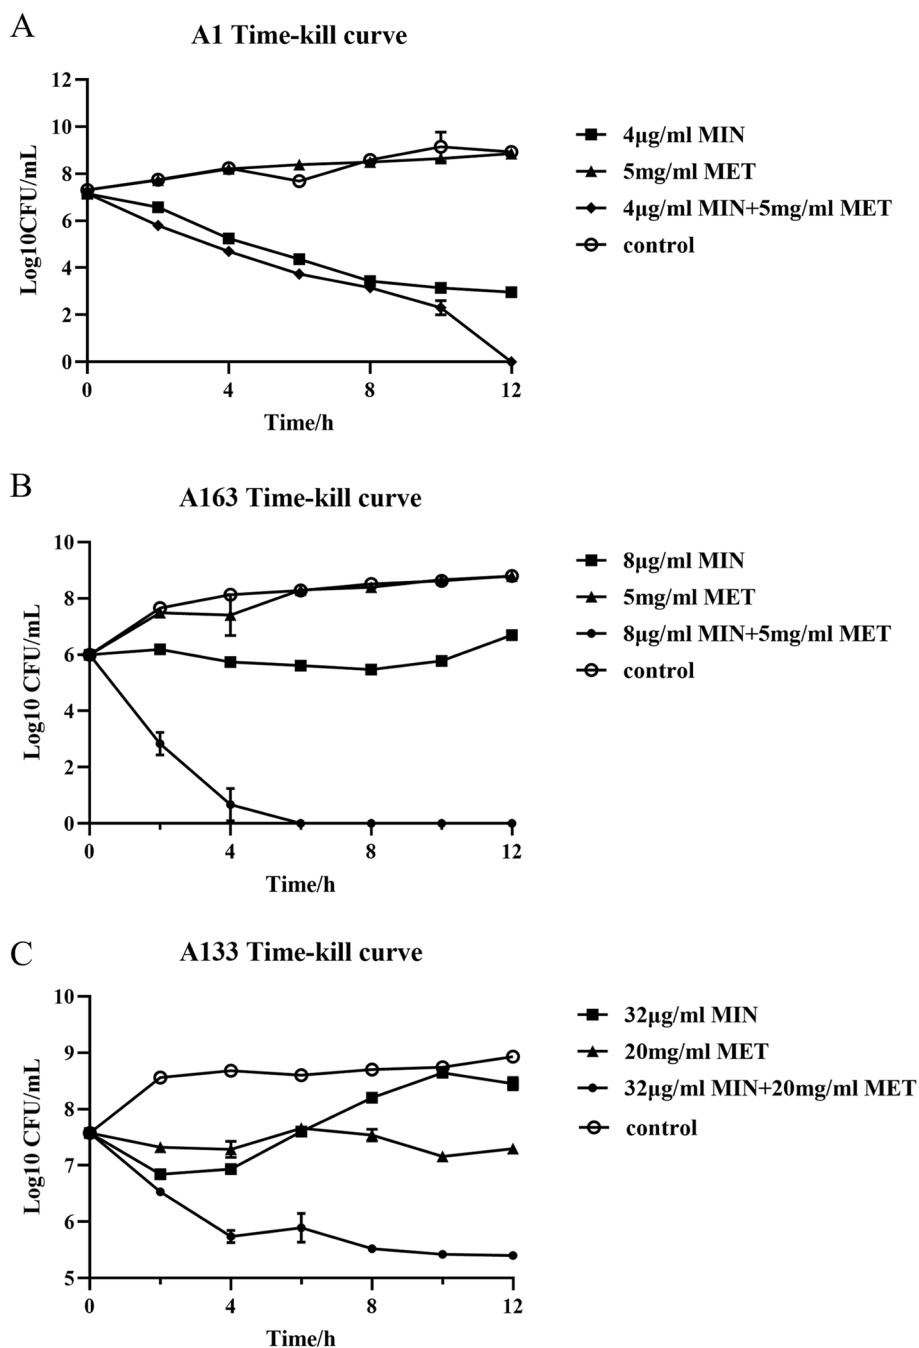 A
A1 Time-kill curve
12
10
8
6
4
2
0
Log10CFU/mL
0 4 8 12
Time/h
4μg/ml MIN
5mg/ml MET
4μg/ml MIN+5mg/ml MET
control
B
A163 Time-kill curve
10
8
6
4
2
0
Log10 CFU/mL
0 4 8 12
Time/h
8μg/ml MIN
5mg/ml MET
8μg/ml MIN+5mg/ml MET
control
C
A133 Time-kill curve
10
9
8
7
6
5
Log10 CFU/mL
0 4 8 12
Time/h
32μg/ml MIN
20mg/ml MET
32μg/ml MIN+20mg/ml MET
control